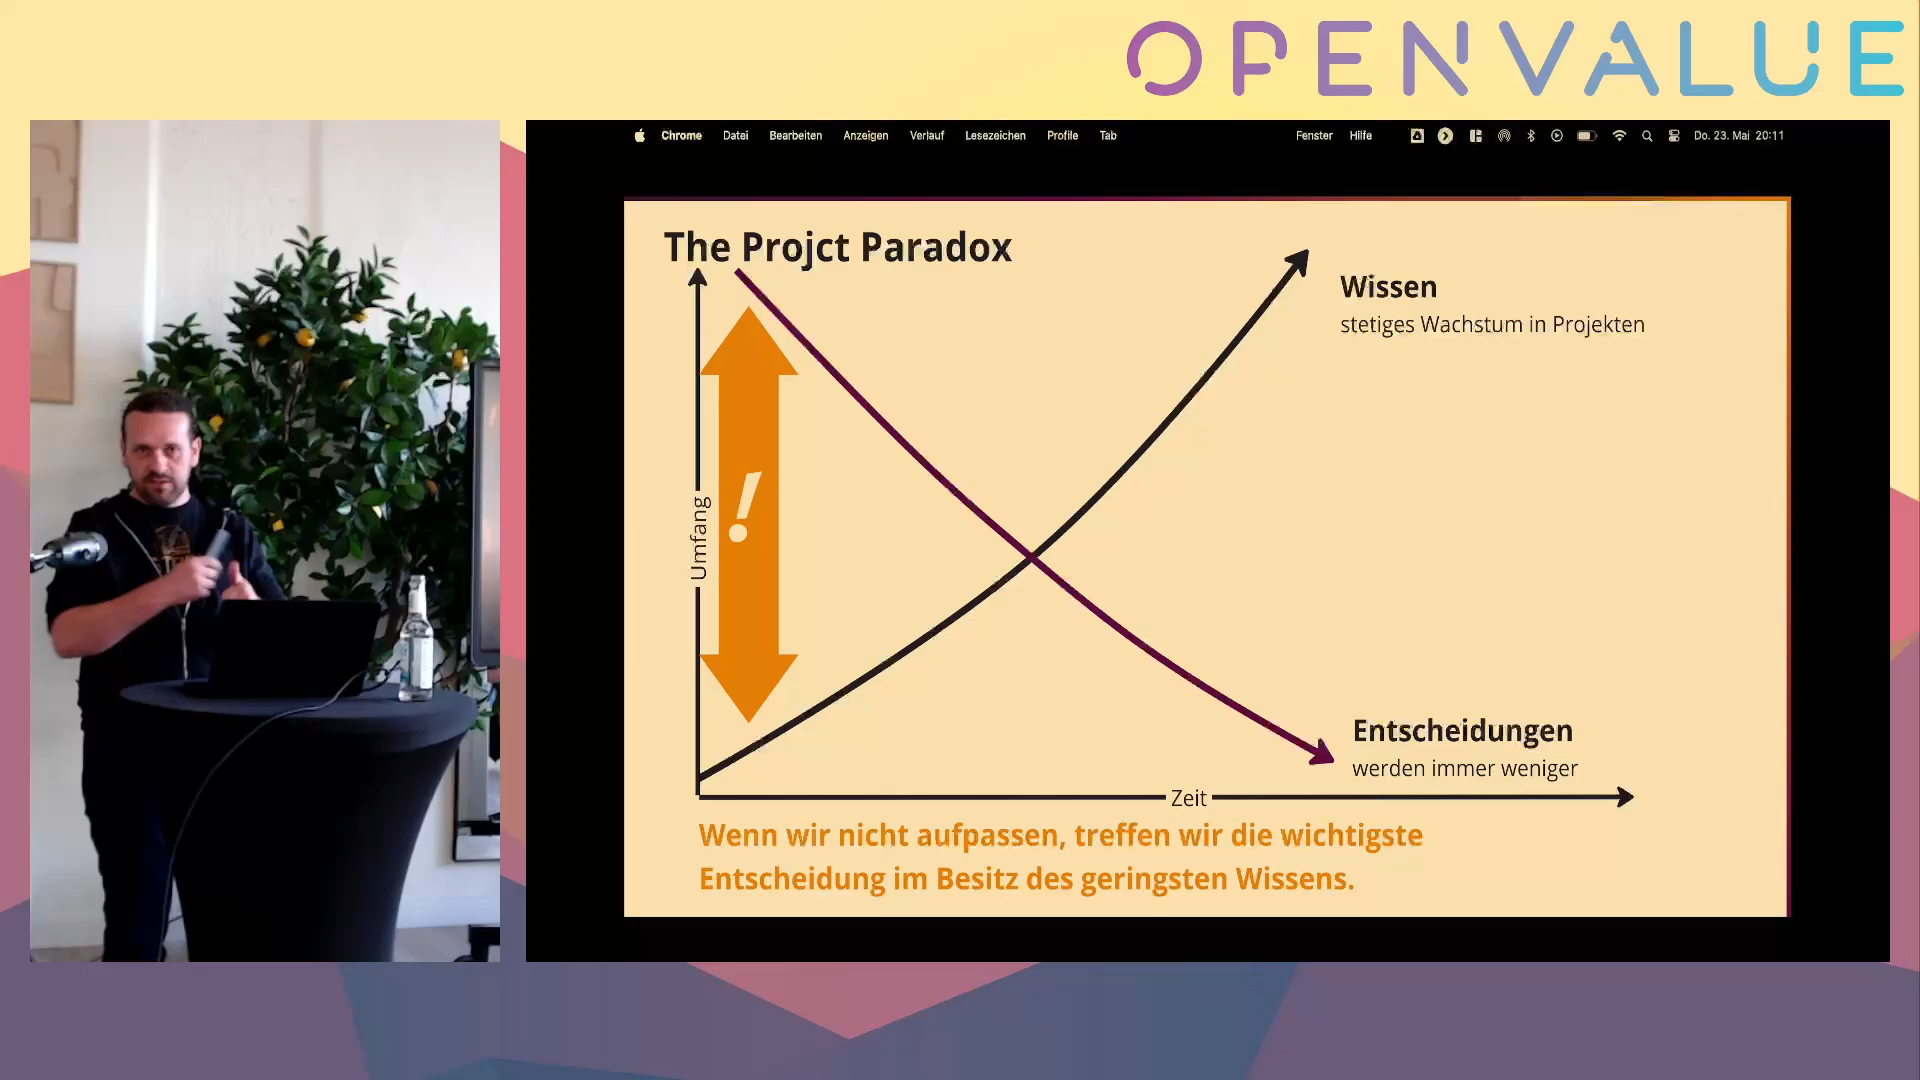 OPENVALUE
Chrome Datei Bearbeiten Anzeigen Verlauf Lesezeichen Profile Tab Fenster Hilfe Do. 23. Mai 20:11
The Projct Paradox
Wissen
stetiges Wachstum in Projekten
!
Umfang
Entscheidungen
werden immer weniger
Zeit
Wenn wir nicht aufpassen, treffen wir die wichtigste
Entscheidung im Besitz des geringsten Wissens.